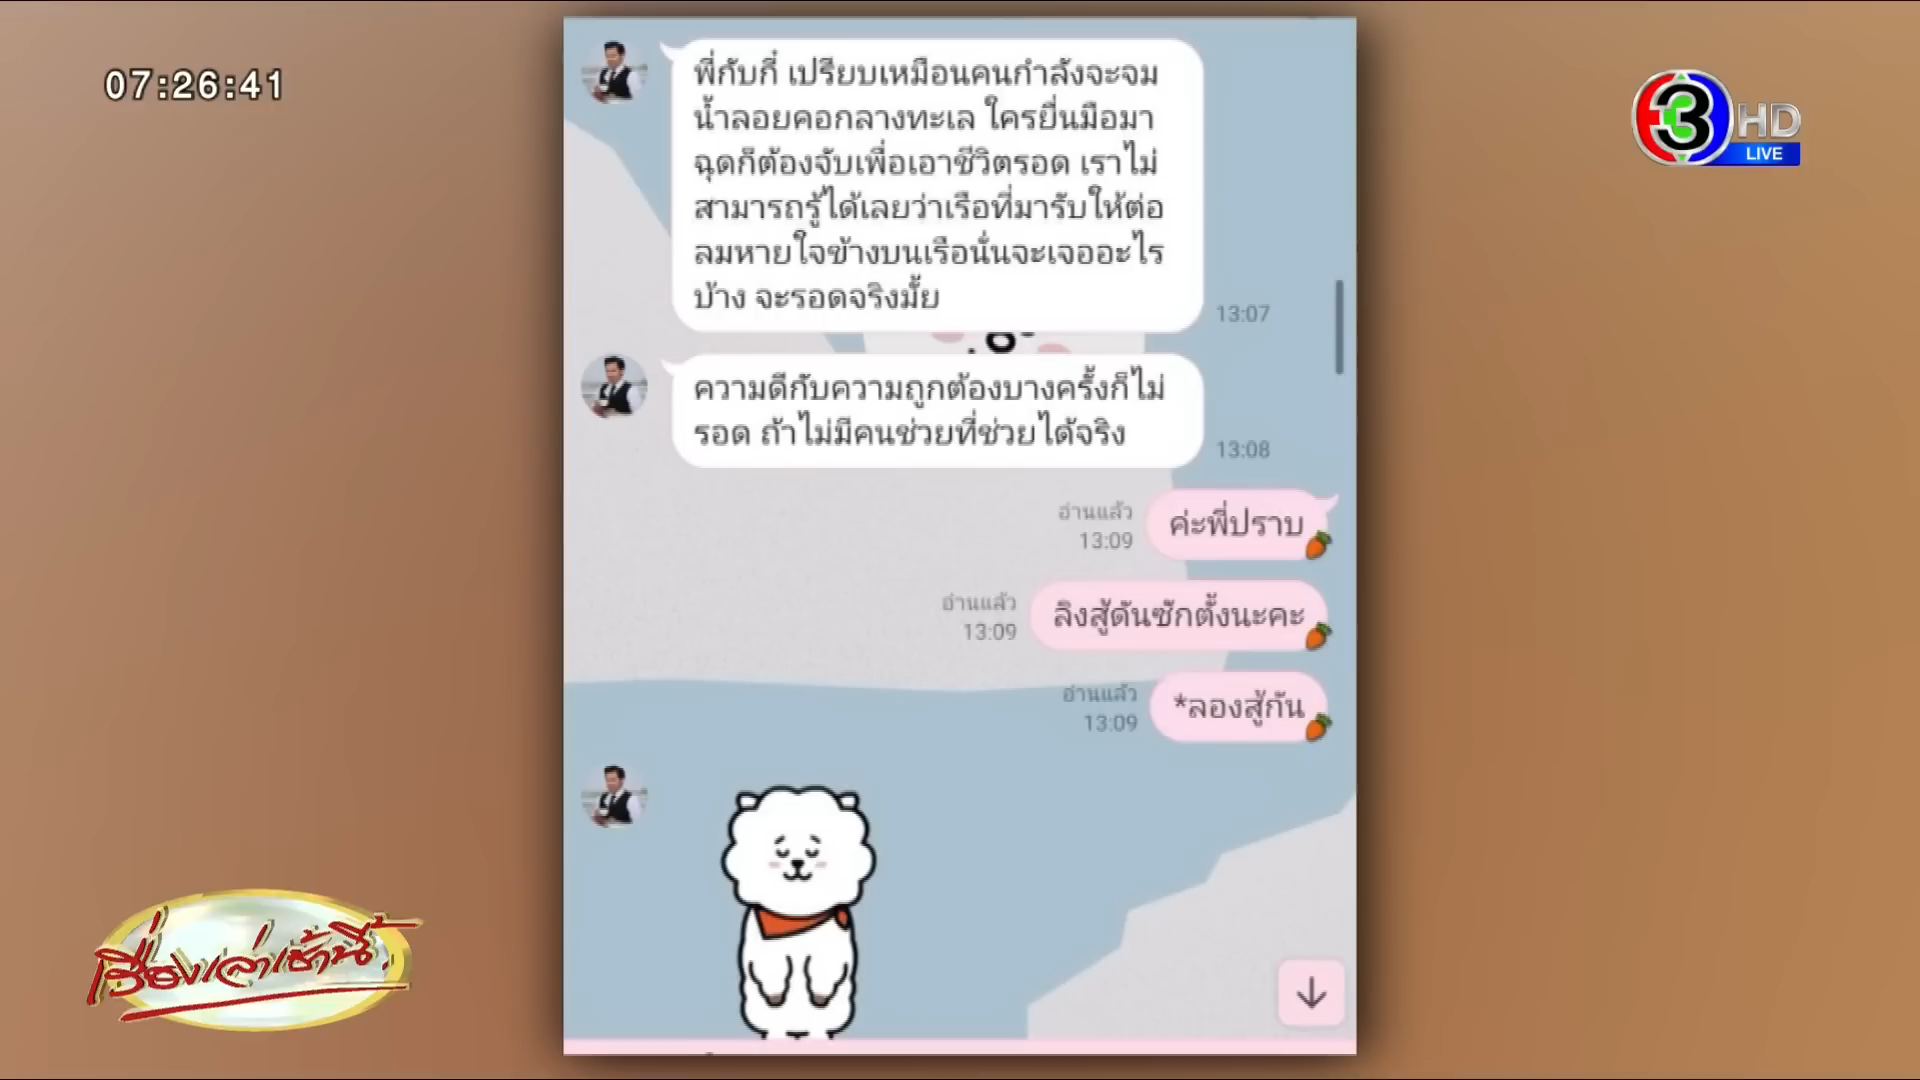 07:26:41
3 HD
LIVE
พี่กับกี๋ เปรียบเหมือนคนกำลังจะจม
น้ำลอยคอกลางทะเล ใครยื่นมือมา
ฉุดก็ต้องจับเพื่อเอาชีวิตรอด เราไม่
สามารถรู้ได้เลยว่าเรือที่มารับให้ต่อ
ลมหายใจข้างบนเรือนั่นจะเจออะไร
บ้าง จะรอดจริงมั้ย
13:07
ความดีกับความถูกต้องบางครั้งก็ไม่
รอด ถ้าไม่มีคนช่วยที่ช่วยได้จริง
13:08
อ่านแล้ว
13:09
ค่ะพี่ปราบ
อ่านแล้ว
13:09
ลิงสู้ดันซักตั้งนะคะ
อ่านแล้ว
13:09
*ลองสู้กัน
เรื่องเล่าเช้านี้